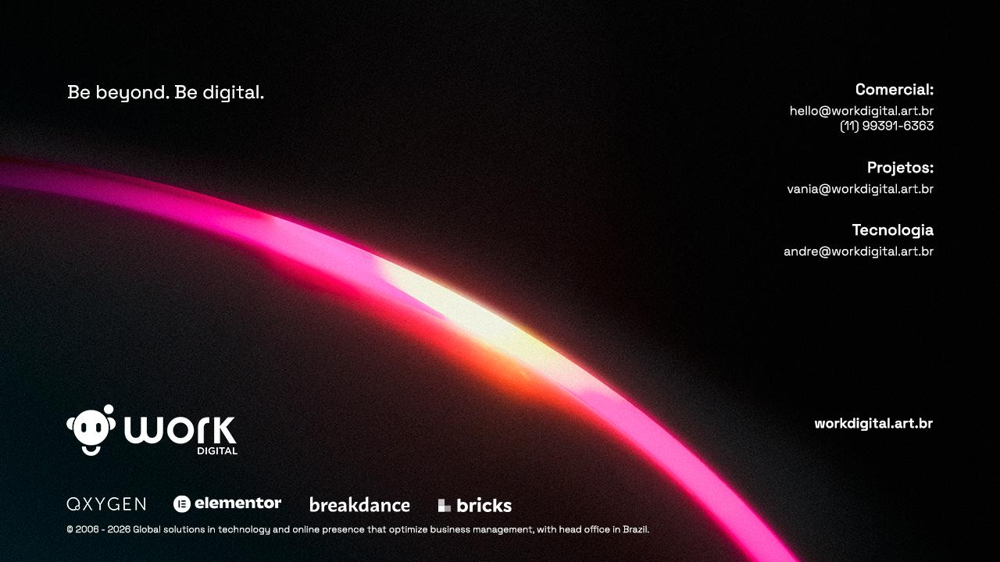 Be beyond. Be digital.
Comercial:
hello@workdigital.art.br
(11) 99391-6363
Projetos:
vania@workdigital.art.br
Tecnologia
andre@workdigital.art.br
work
DIGITAL
workdigital.art.br
OXYGEN elementor breakdance bricks
© 2006 - 2026 Global solutions in technology and online presence that optimize business management, with head office in Brazil.